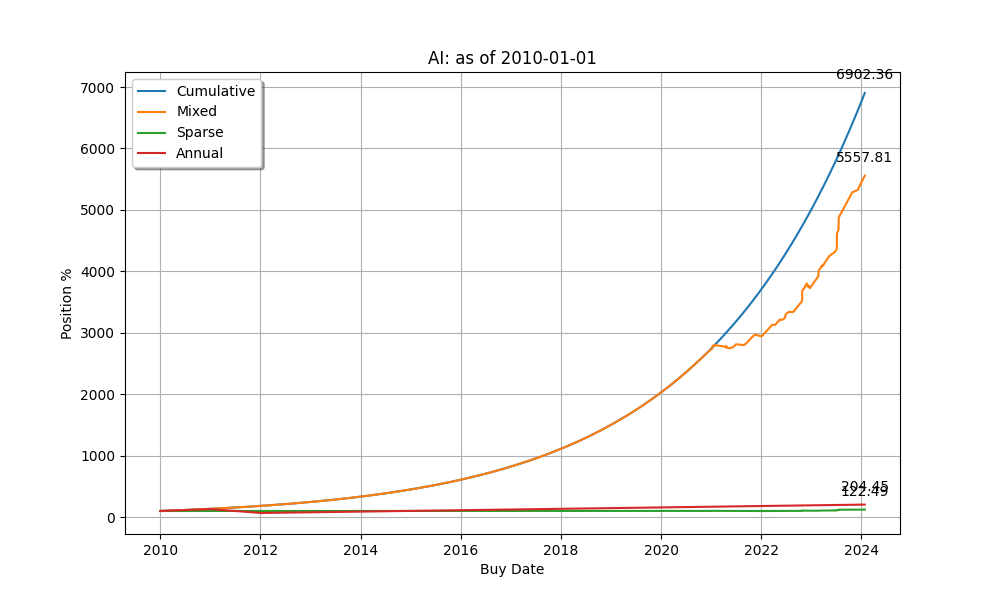 AI: as of 2010-01-01
6902.36
7000
Cumulative
Mixed
Sparse
Annual
6000
5557.81
5000
4000
Position %
3000
2000
1000
204.45
122.49
0
2010 2012 2014 2016 2018 2020 2022 2024
Buy Date